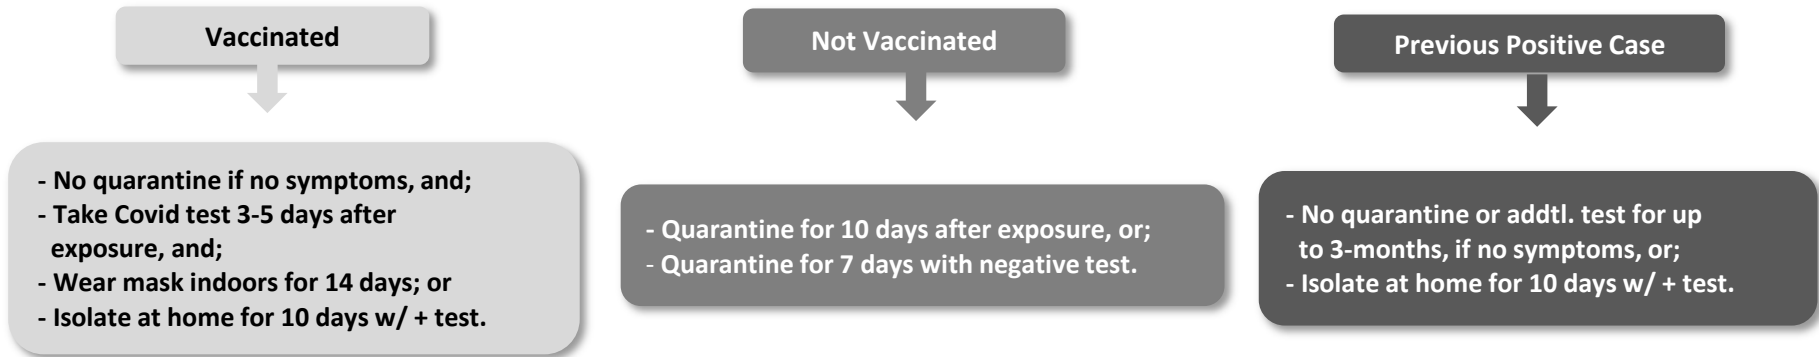 Vaccinated
- No quarantine if no symptoms, and;
- Take Covid test 3-5 days after
exposure, and;
- Wear mask indoors for 14 days; or
- Isolate at home for 10 days w/ + test.
Not Vaccinated
- Quarantine for 10 days after exposure, or;
- Quarantine for 7 days with negative test.
Previous Positive Case
- No quarantine or addtl. test for up
to 3-months, if no symptoms, or;
- Isolate at home for 10 days w/ + test.